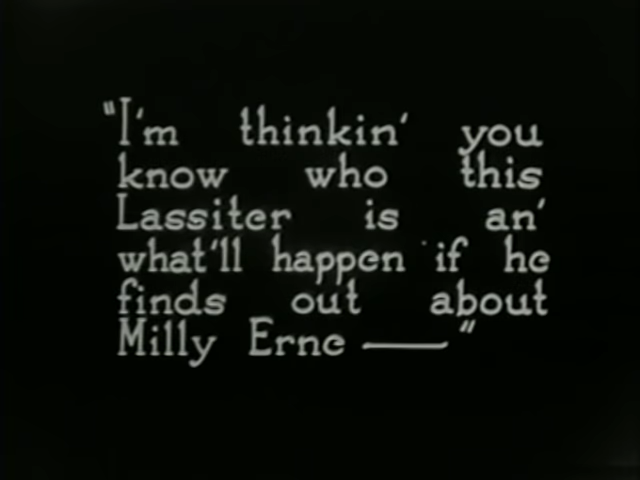 "I'm thinkin' you
know who this
Lassiter is an'
what'll happen if he
finds out about
Milly Erne ——"